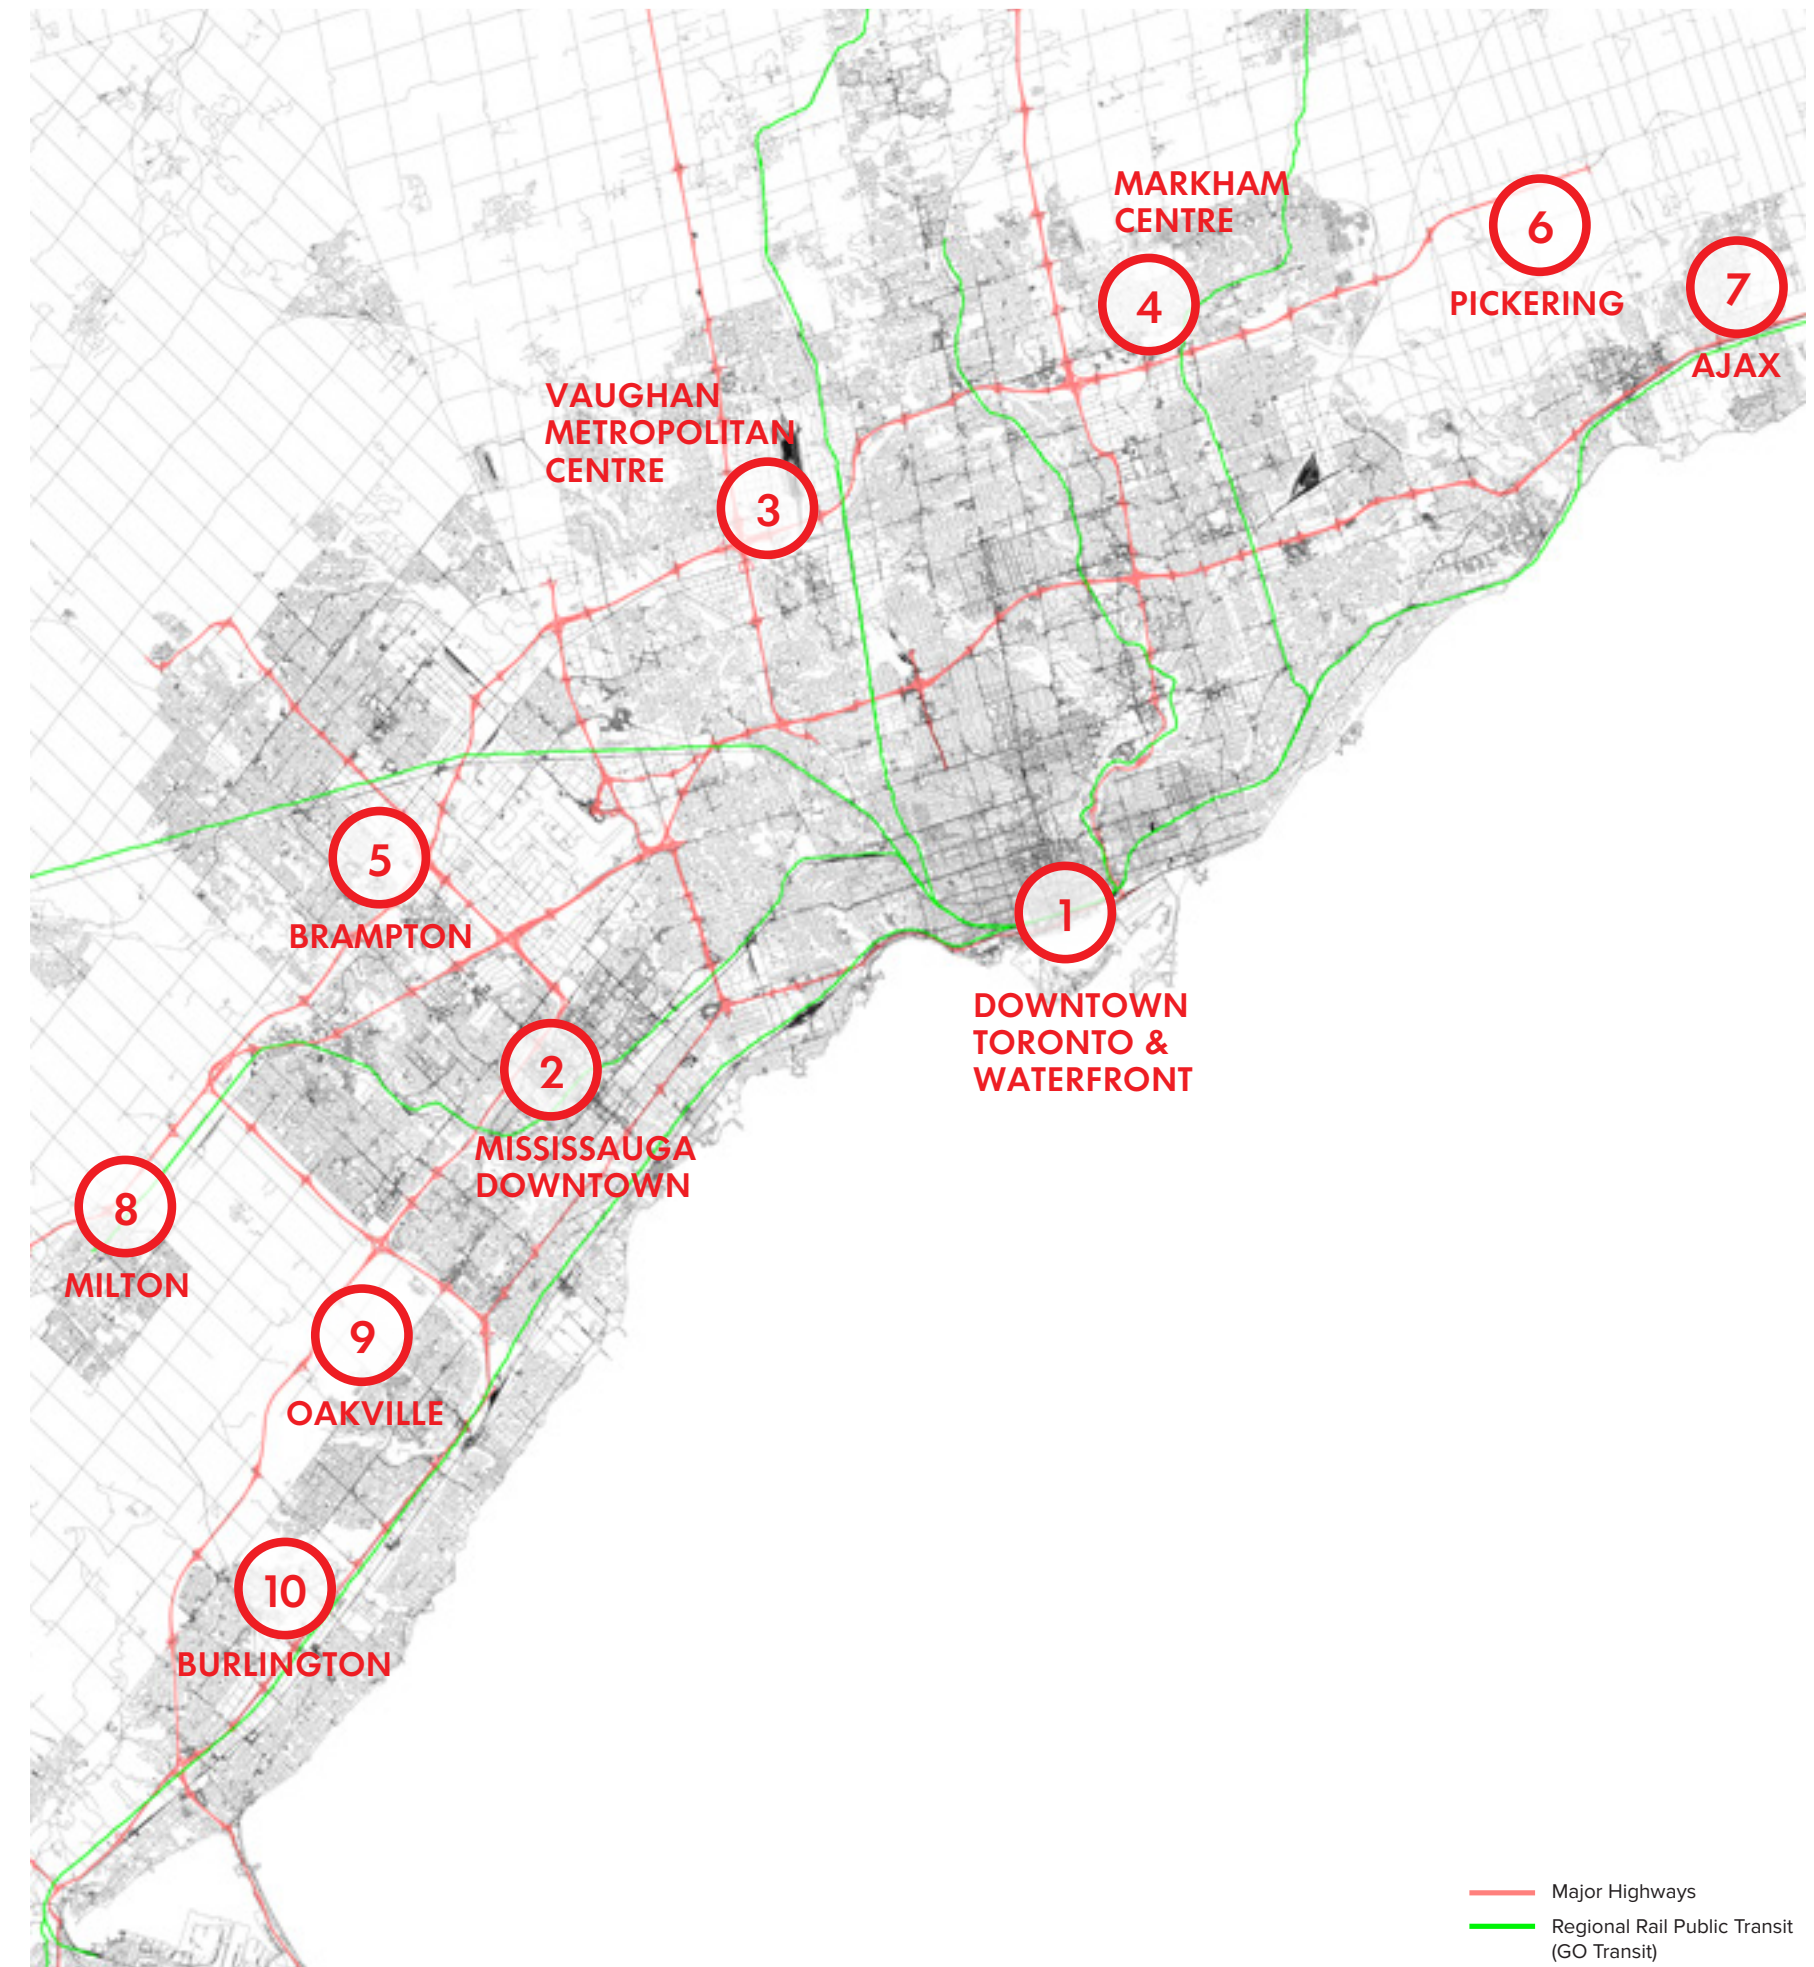 MARKHAM
CENTRE
6
PICKERING
7
AJAX
4
VAUGHAN
METROPOLITAN
CENTRE
3
5
BRAMPTON
1
DOWNTOWN
TORONTO &
WATERFRONT
2
MISSISSAUGA
DOWNTOWN
8
MILTON
9
OAKVILLE
10
BURLINGTON
Major Highways
Regional Rail Public Transit
(GO Transit)